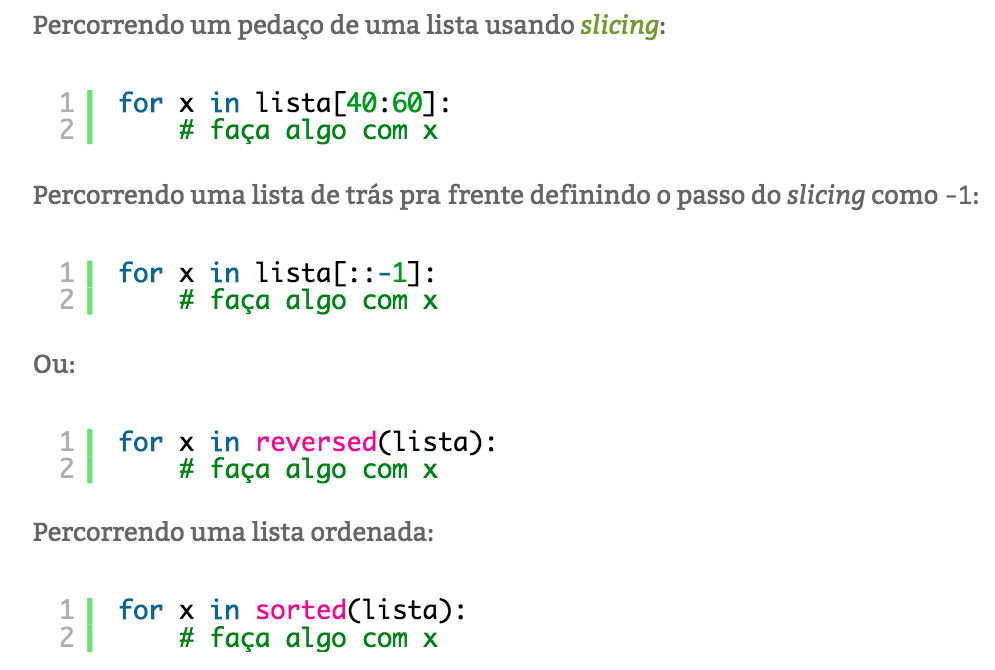 Percorrendo um pedaço de uma lista usando slicing:
1 for x in lista[40:60]:
2     # faça algo com x
Percorrendo uma lista de trás pra frente definindo o passo do slicing como -1:
1 for x in lista[::-1]:
2     # faça algo com x
Ou:
1 for x in reversed(lista):
2     # faça algo com x
Percorrendo uma lista ordenada:
1 for x in sorted(lista):
2     # faça algo com x